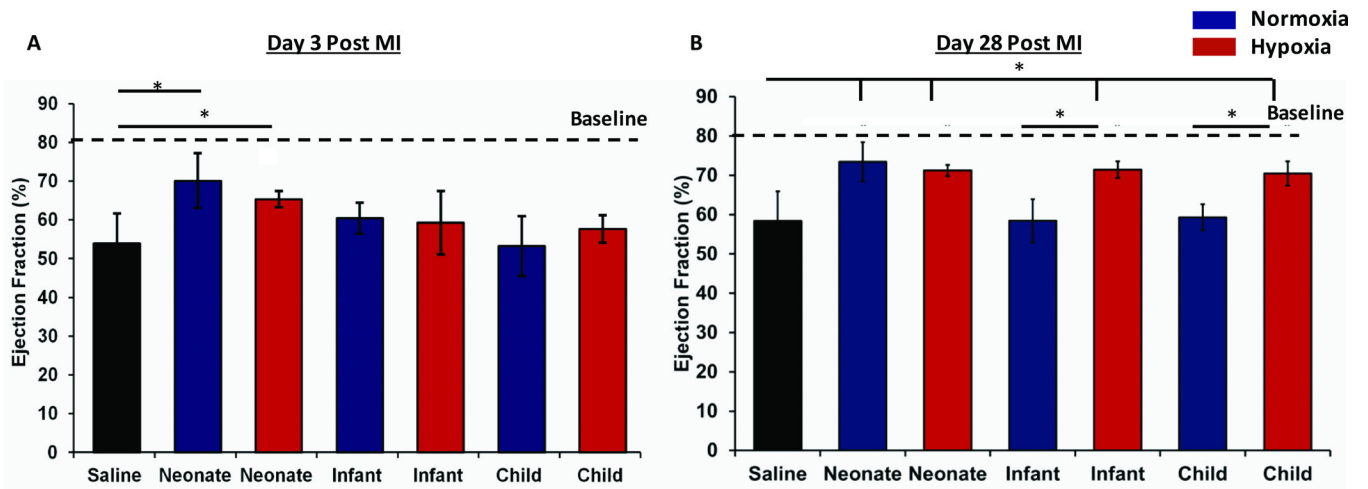 Normoxia
Hypoxia
A
Day 3 Post MI
*
*
Baseline
Ejection Fraction (%)
90
80
70
60
50
40
30
20
10
0
Saline
Neonate
Neonate
Infant
Infant
Child
Child
B
Day 28 Post MI
*
Baseline
*
*
Ejection Fraction (%)
90
80
70
60
50
40
30
20
10
0
Saline
Neonate
Neonate
Infant
Infant
Child
Child